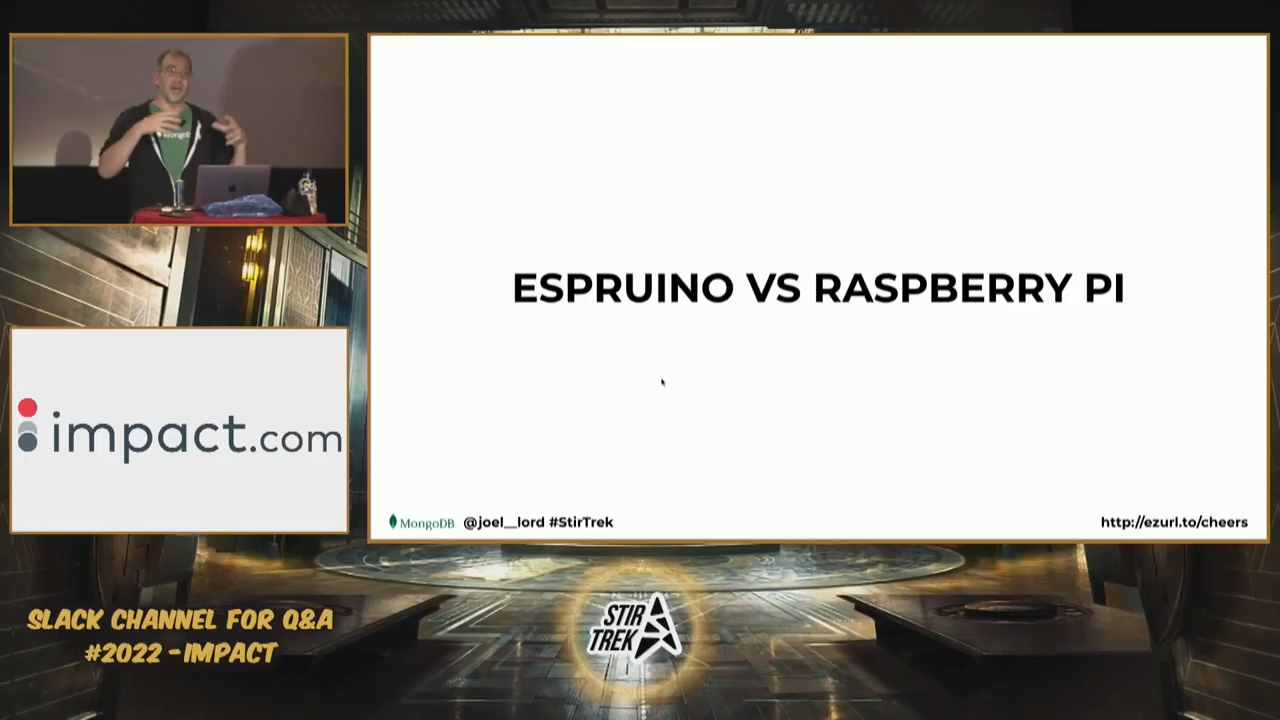 MongoDB
impact.com
SLACK CHANNEL FOR Q&A
#2022 - IMPACT
ESPRUINO VS RASPBERRY PI
MongoDB. @joel__lord #StirTrek
http://ezurl.to/cheers
STIR
TREK